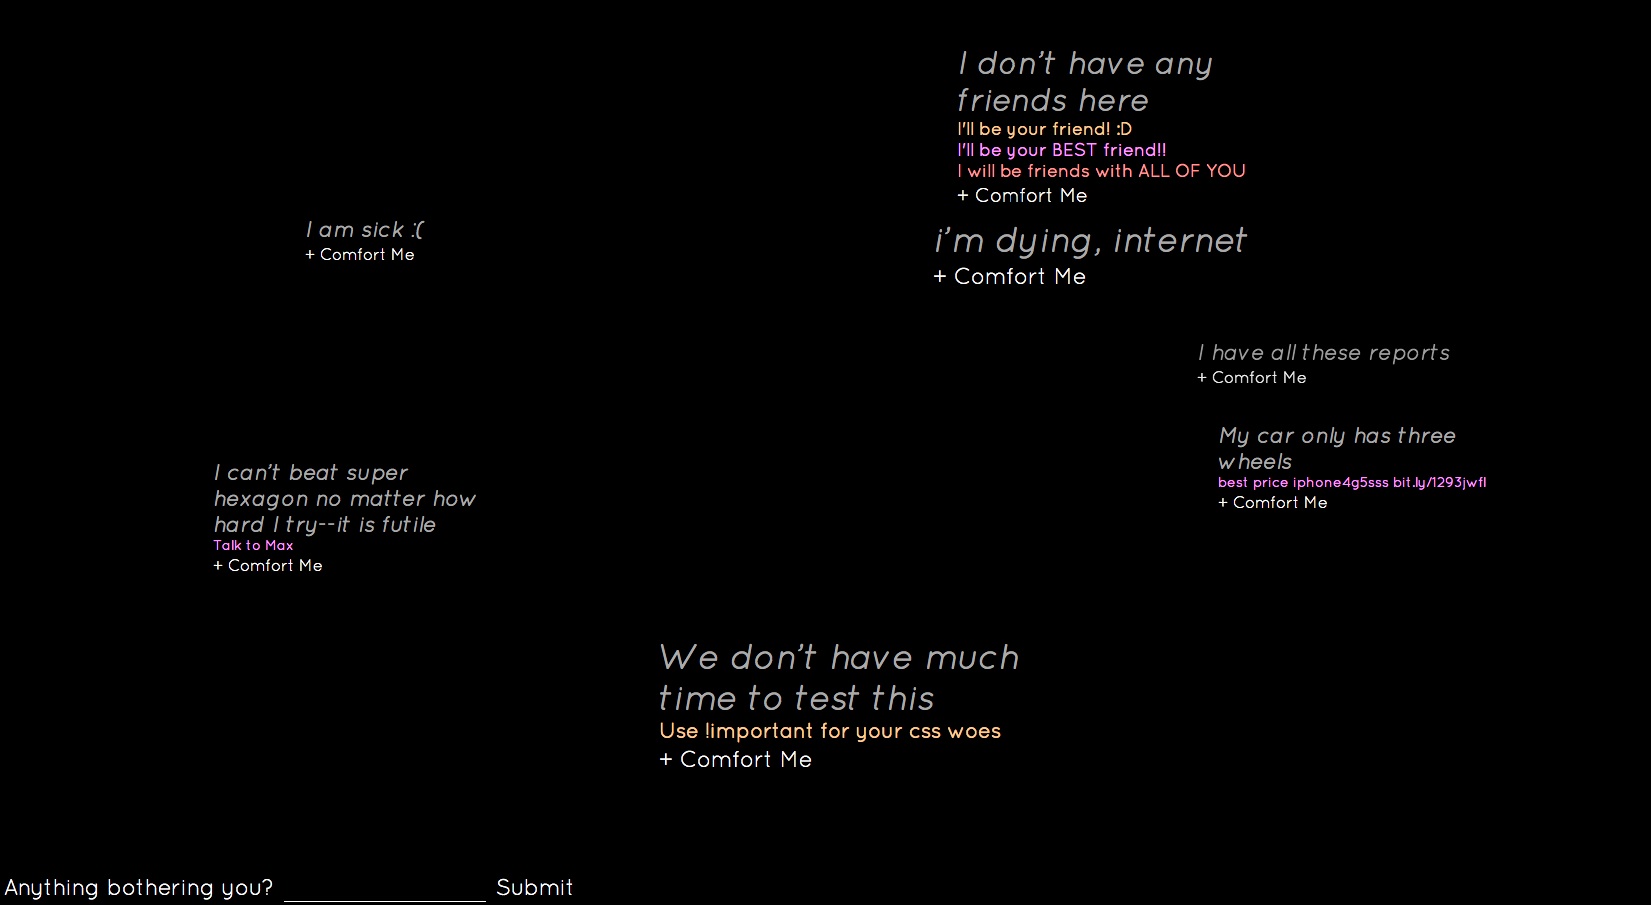 I don't have any
friends here
I'll be your friend! :D
I'll be your BEST friend!!
I will be friends with ALL OF YOU
+ Comfort Me
I am sick :(
+ Comfort Me
i'm dying, internet
+ Comfort Me
I have all these reports
+ Comfort Me
My car only has three
wheels
best price iphone4g5sss bit.ly/1293jwfl
+ Comfort Me
I can't beat super
hexagon no matter how
hard I try--it is futile
Talk to Max
+ Comfort Me
We don't have much
time to test this
Use !important for your css woes
+ Comfort Me
Anything bothering you? Submit